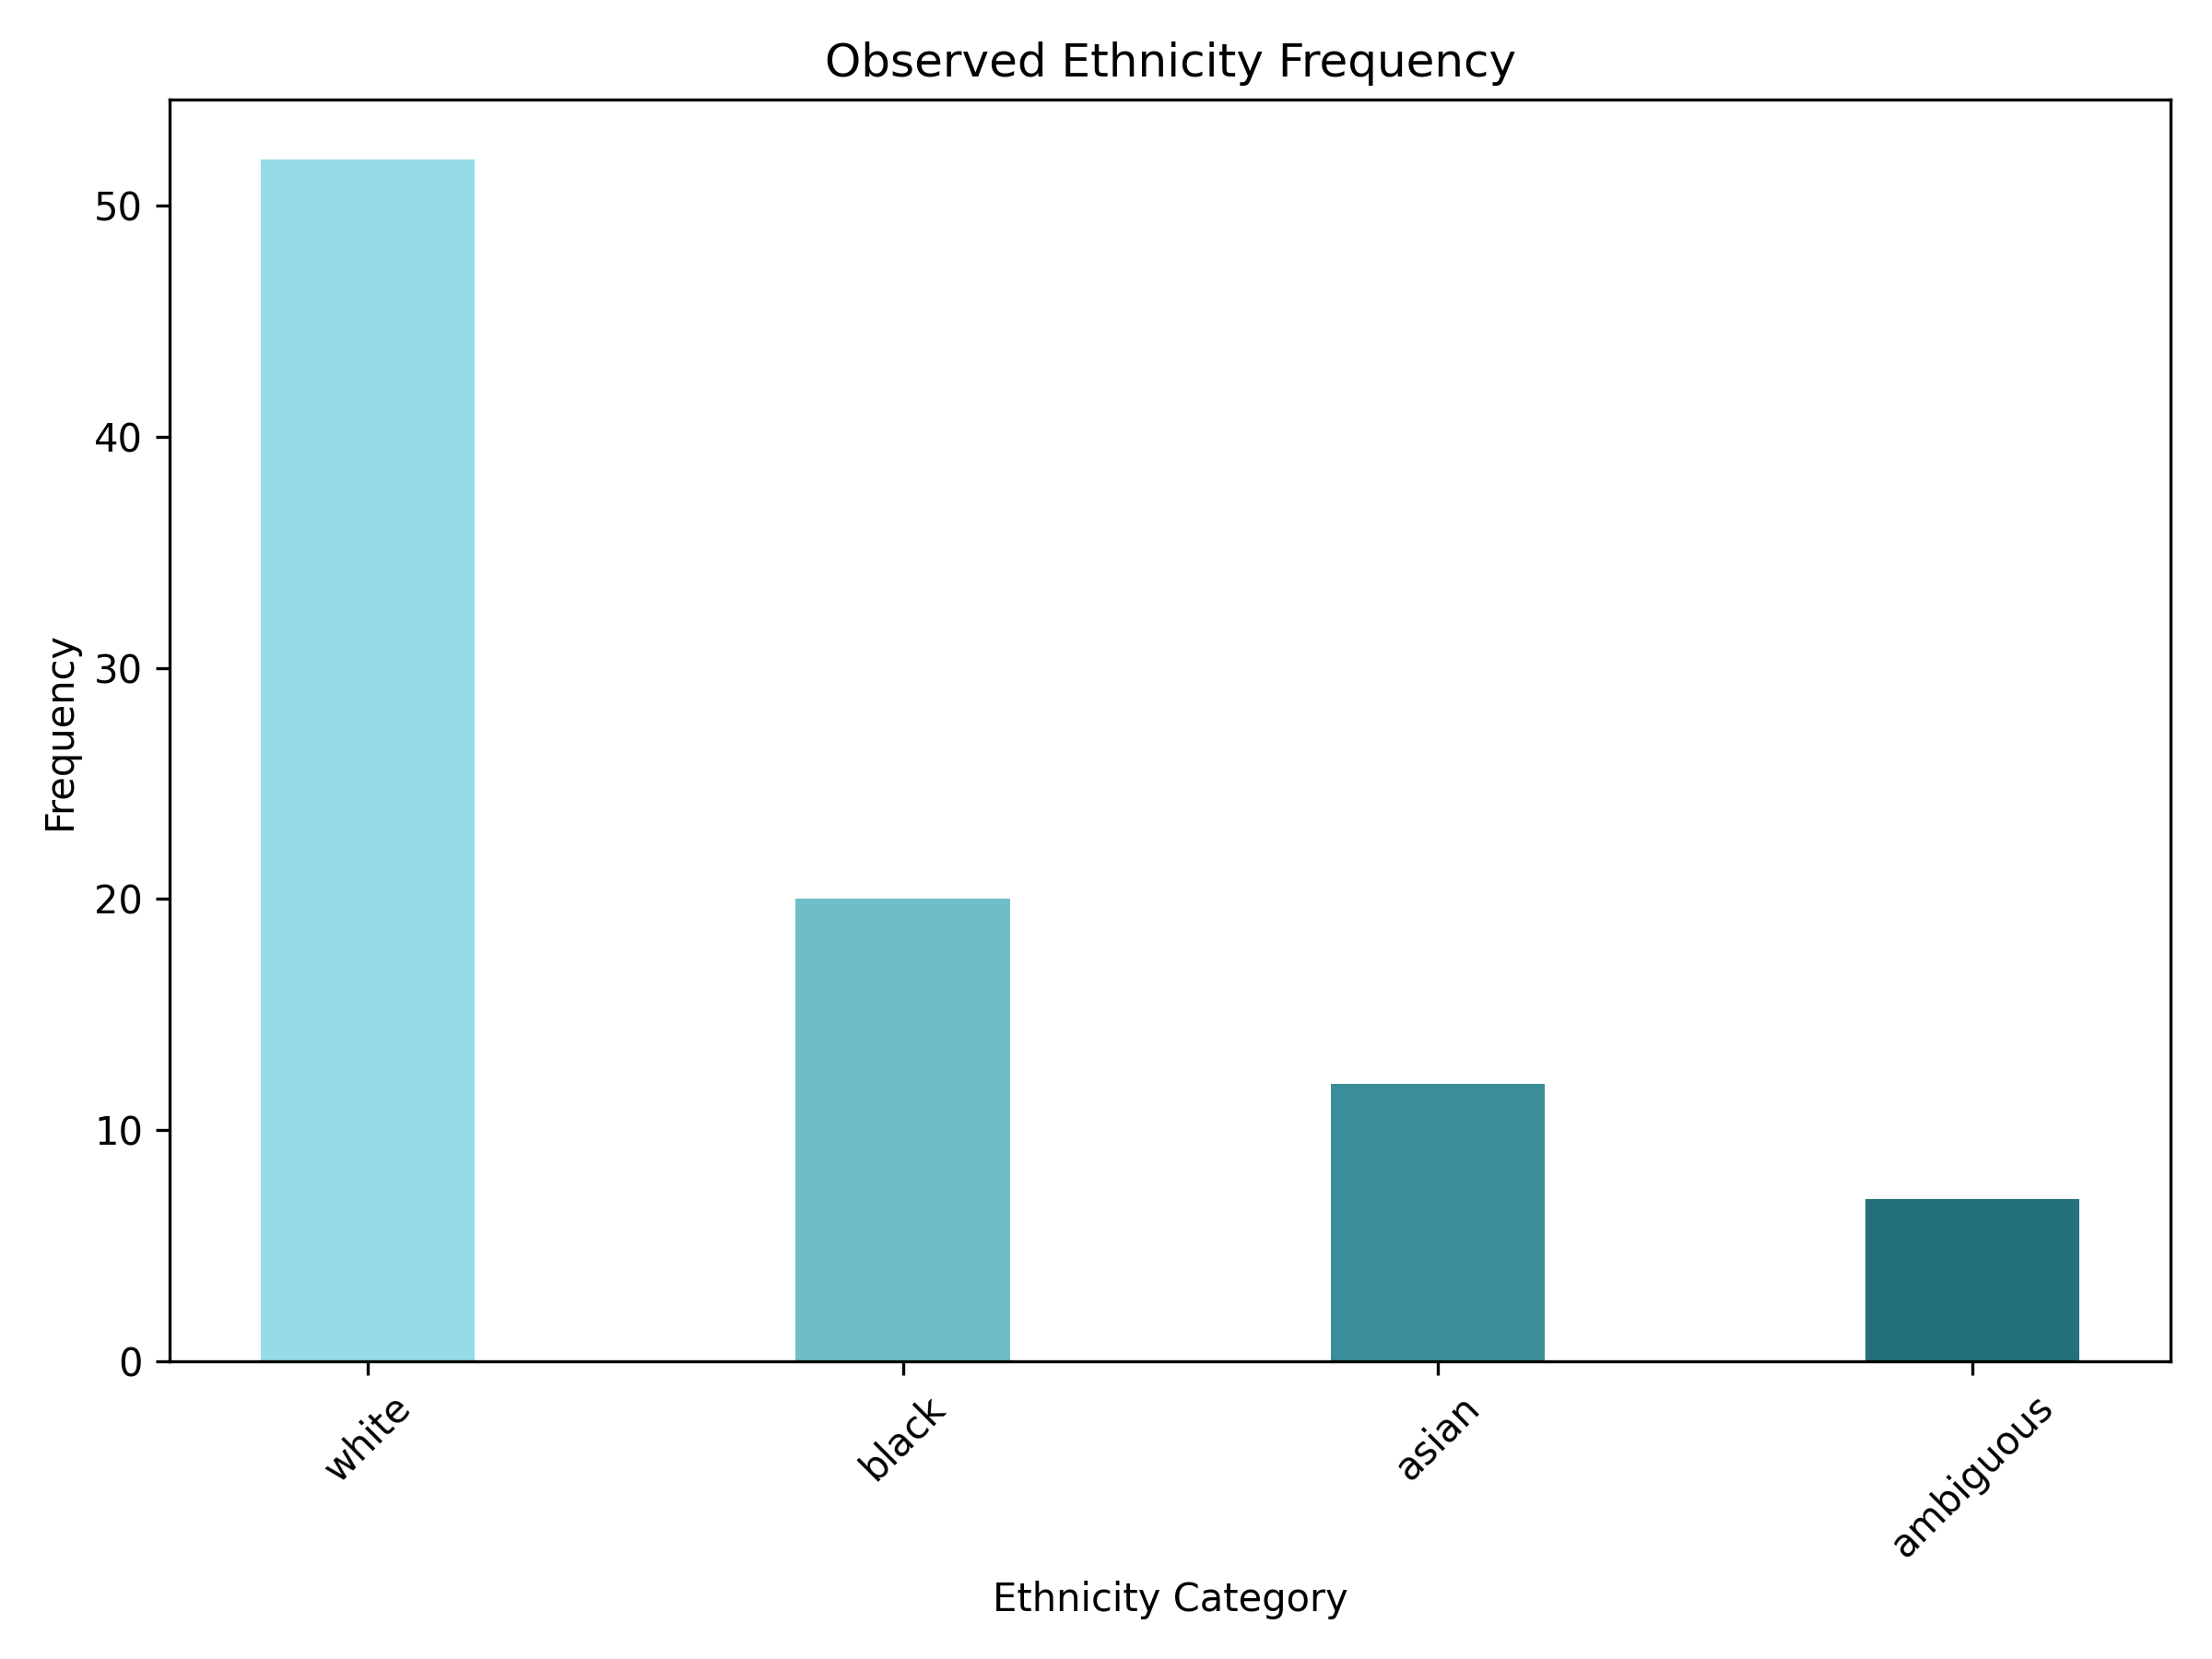 Observed Ethnicity Frequency
Frequency
50
40
30
20
10
0
white
black
asian
ambiguous
Ethnicity Category